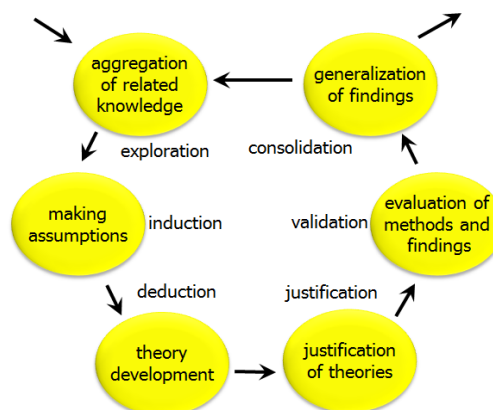 aggregation
of related
knowledge
generalization
of findings
exploration
consolidation
making
assumptions
induction
validation
evaluation of
methods and
findings
deduction
justification
theory
development
justification
of theories